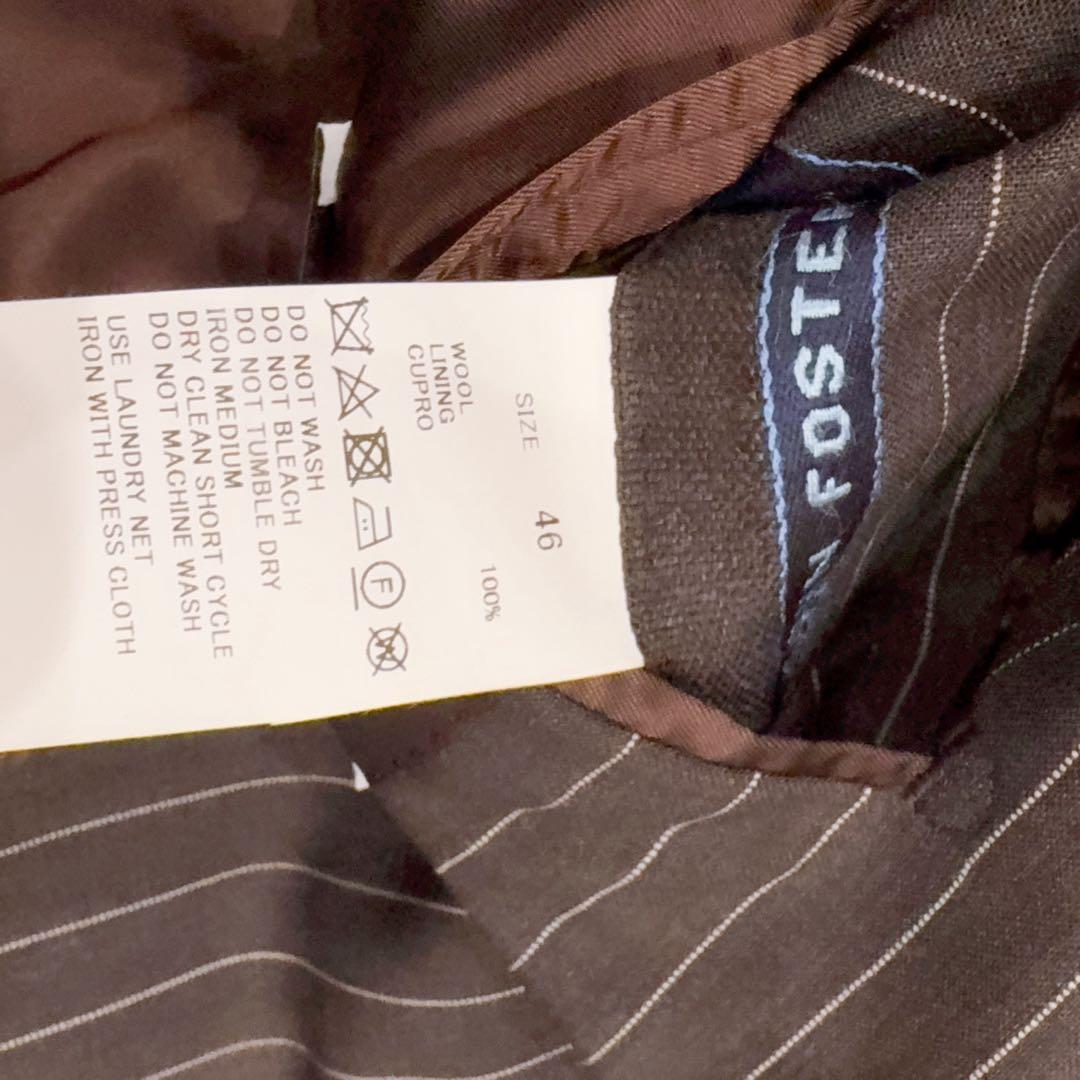 SIZE 46
WOOL 100%
LINING
CUPRO
F
W
DO NOT WASH
DO NOT BLEACH
DO NOT TUMBLE DRY
IRON MEDIUM
DRY CLEAN SHORT CYCLE
DO NOT MACHINE WASH
USE LAUNDRY NET
IRON WITH PRESS CLOTH